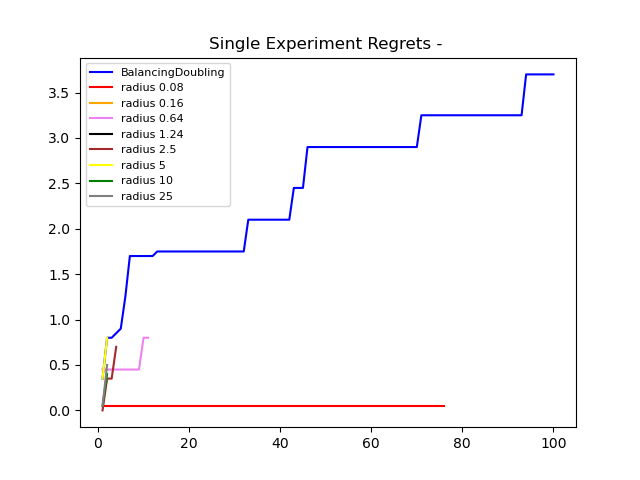 Single Experiment Regrets -
BalancingDoubling
radius 0.08
radius 0.16
radius 0.64
radius 1.24
radius 2.5
radius 5
radius 10
radius 25
3.5
3.0
2.5
2.0
1.5
1.0
0.5
0.0
0 20 40 60 80 100